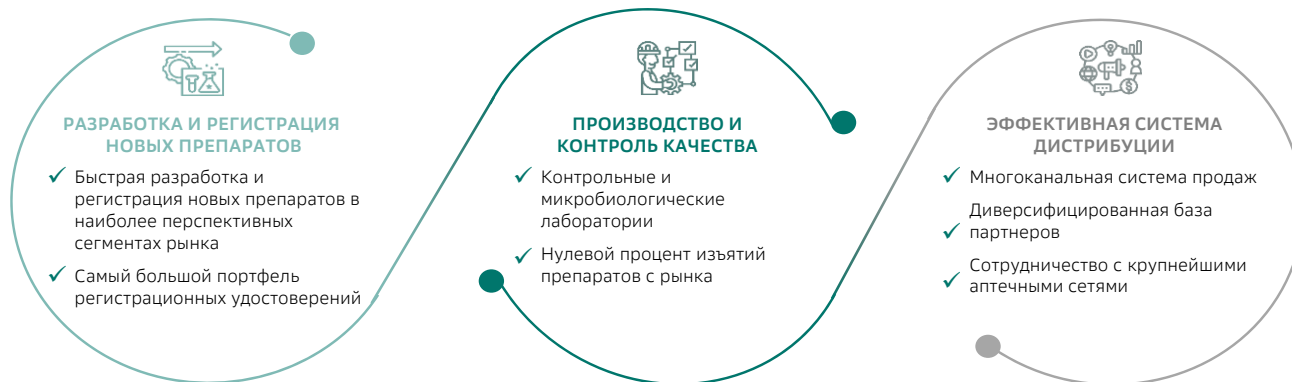 РАЗРАБОТКА И РЕГИСТРАЦИЯ
НОВЫХ ПРЕПАРАТОВ
Быстрая разработка и
регистрация новых препаратов в
наиболее перспективных
сегментах рынка
Самый большой портфель
регистрационных удостоверений
ПРОИЗВОДСТВО И
КОНТРОЛЬ КАЧЕСТВА
Контрольные и
микробиологические
лаборатории
Нулевой процент изъятий
препаратов с рынка
ЭФФЕКТИВНАЯ СИСТЕМА
ДИСТРИБУЦИИ
Многоканальная система продаж
Диверсифицированная база
партнеров
Сотрудничество с крупнейшими
аптечными сетями